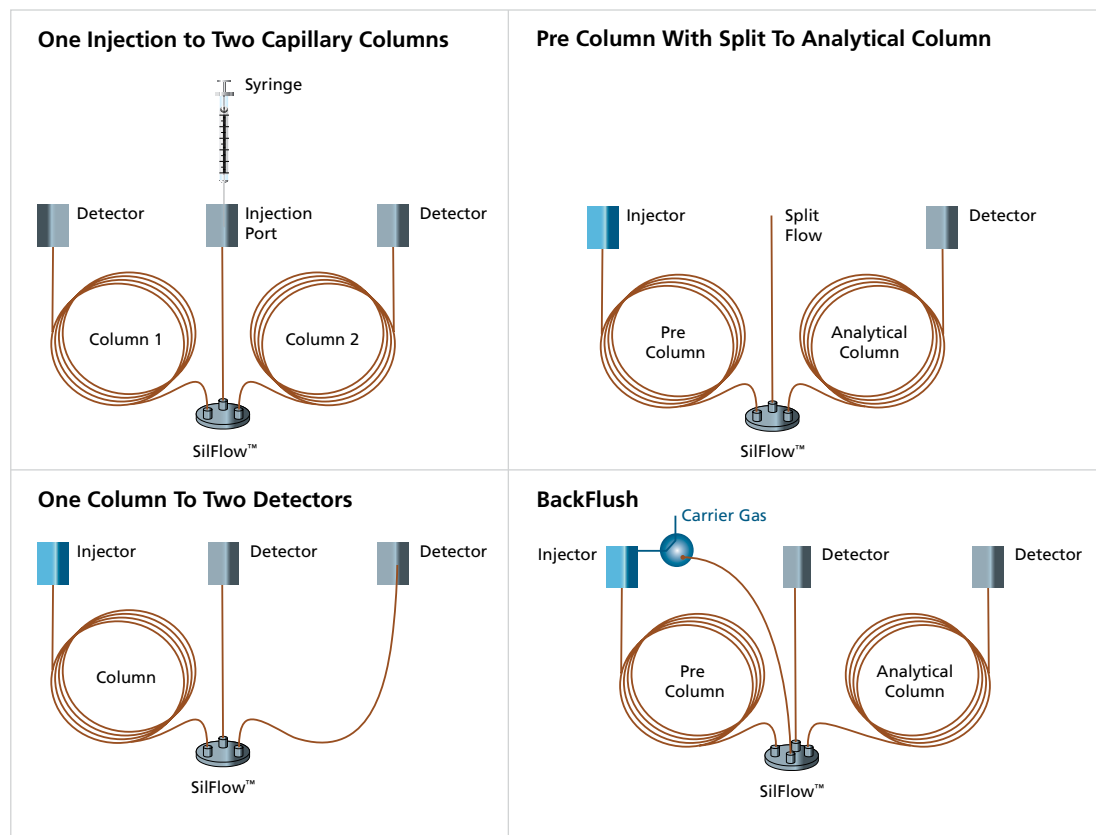 One Injection to Two Capillary Columns
Syringe
Detector
Injection
Port
Detector
Column 1
Column 2
SilFlow™
Pre Column With Split To Analytical Column
Injector
Split
Flow
Detector
Pre
Column
Analytical
Column
SilFlow™
One Column To Two Detectors
Injector
Detector
Detector
Column
SilFlow™
BackFlush
Carrier Gas
Injector
Detector
Detector
Pre
Column
Analytical
Column
SilFlow™